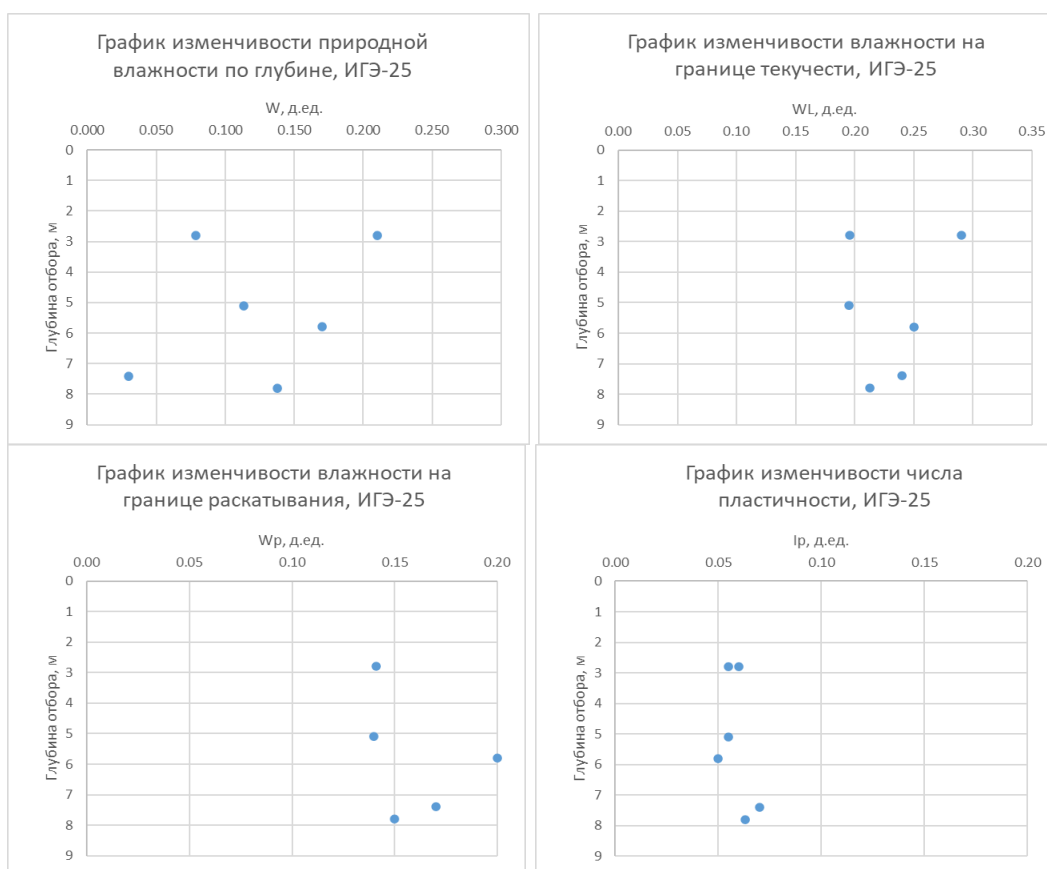 График изменчивости природной
влажности по глубине, ИГЭ-25
W, д.ед.
0.000 0.050 0.100 0.150 0.200 0.250 0.300
Глубина отбора, м
0
1
2
3
4
5
6
7
8
9
График изменчивости влажности на
границе текучести, ИГЭ-25
WL, д.ед.
0.00 0.05 0.10 0.15 0.20 0.25 0.30 0.35
Глубина отбора, м
0
1
2
3
4
5
6
7
8
9
График изменчивости влажности на
границе раскатывания, ИГЭ-25
Wp, д.ед.
0.00 0.05 0.10 0.15 0.20
Глубина отбора, м
0
1
2
3
4
5
6
7
8
9
График изменчивости числа
пластичности, ИГЭ-25
Ip, д.ед.
0.00 0.05 0.10 0.15 0.20
Глубина отбора, м
0
1
2
3
4
5
6
7
8
9